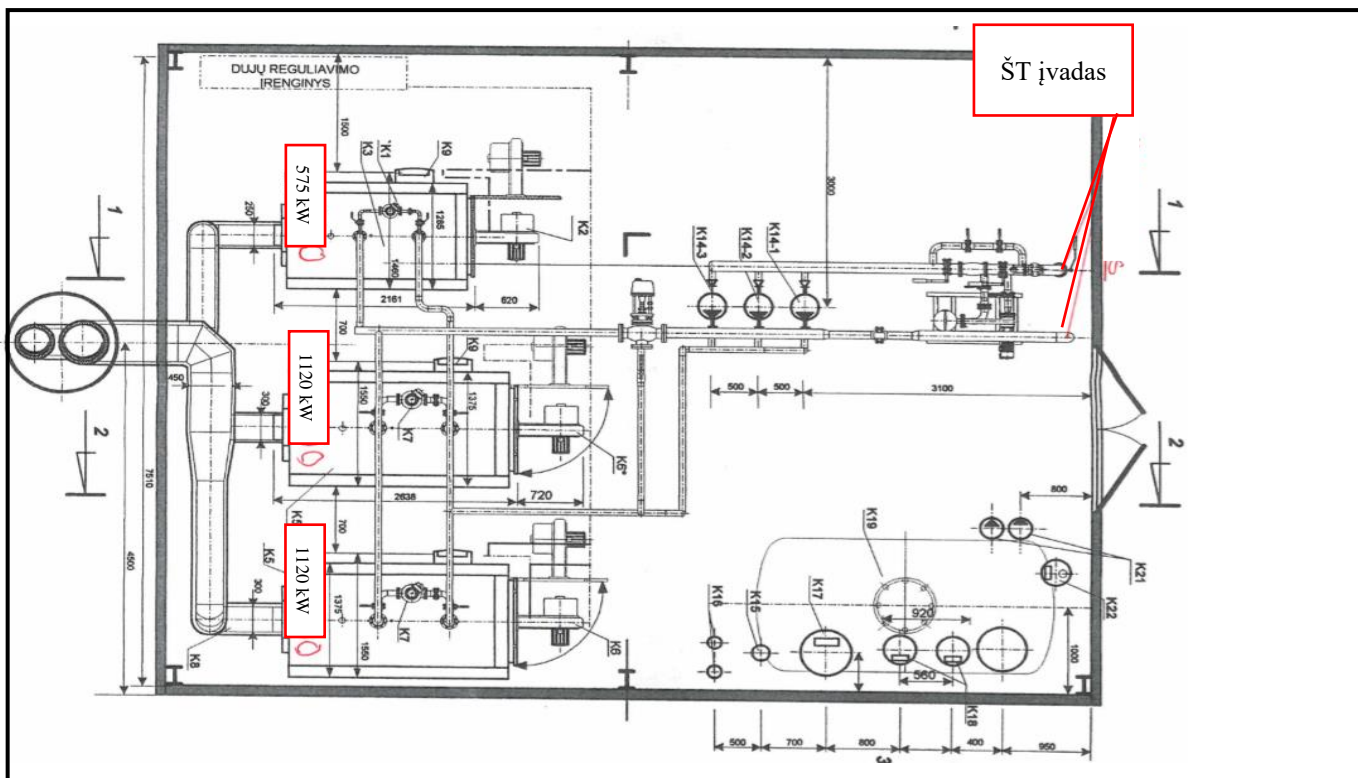 DUJŲ REGULIAVIMO
ĮRENGINYS
ŠT įvadas
1500
K3
K1
K9
575 kW
250
1285
1460
K2
2161
620
1
1
3000
K14-3
K14-2
K14-1
700
450
K9
1120 kW
300
1550
1375
K7
K6*
500
500
3100
2
2
7510
4500
2638
720
700
800
K19
K21
K22
K5
1120 kW
300
1375
1550
K7
K6
K8
K16
K15
K17
920
560
K18
1000
500
700
800
400
950
3